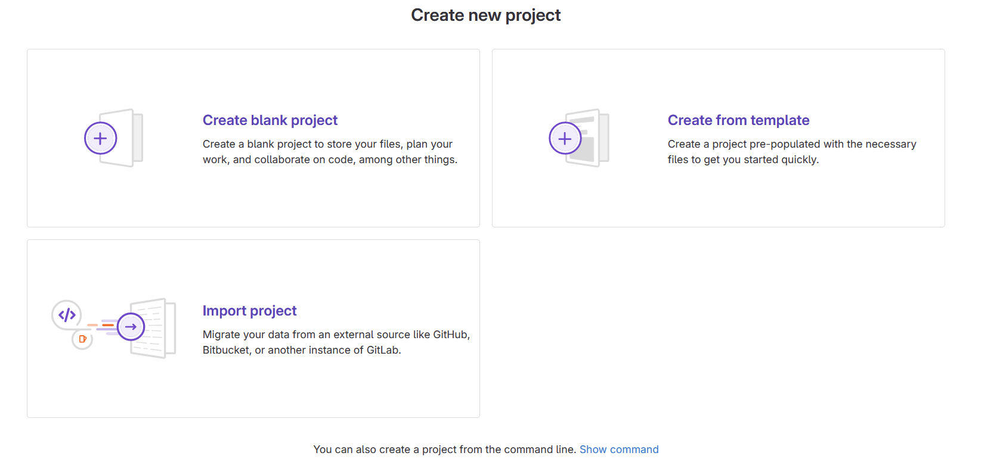 Create new project
Create blank project
Create a blank project to store your files, plan your
work, and collaborate on code, among other things.
Create from template
Create a project pre-populated with the necessary
files to get you started quickly.
Import project
Migrate your data from an external source like GitHub,
Bitbucket, or another instance of GitLab.
You can also create a project from the command line. Show command